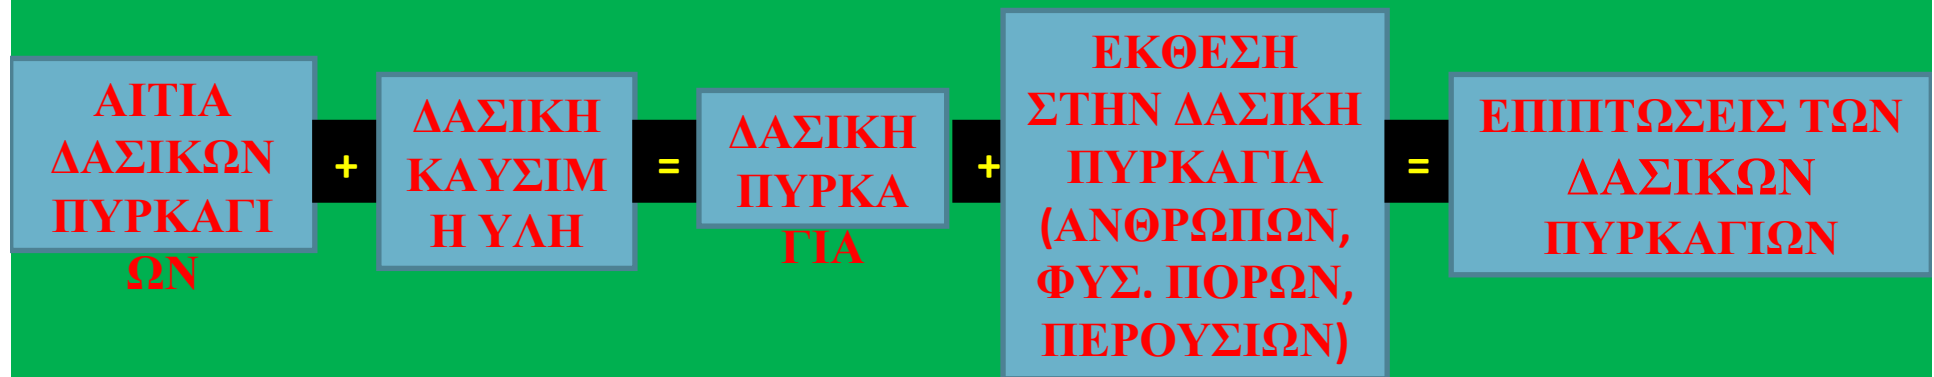 ΑΙΤΙΑ
ΔΑΣΙΚΩΝ
ΠΥΡΚΑΓΙ
ΩΝ
+
ΔΑΣΙΚΗ
ΚΑΥΣΙΜ
Η ΥΛΗ
=
ΔΑΣΙΚΗ
ΠΥΡΚΑ
ΓΙΑ
+
ΕΚΘΕΣΗ
ΣΤΗΝ ΔΑΣΙΚΗ
ΠΥΡΚΑΓΙΑ
(ΑΝΘΡΩΠΩΝ,
ΦΥΣ. ΠΟΡΩΝ,
ΠΕΡΟΥΣΙΩΝ)
=
ΕΠΙΠΤΩΣΕΙΣ ΤΩΝ
ΔΑΣΙΚΩΝ
ΠΥΡΚΑΓΙΩΝ